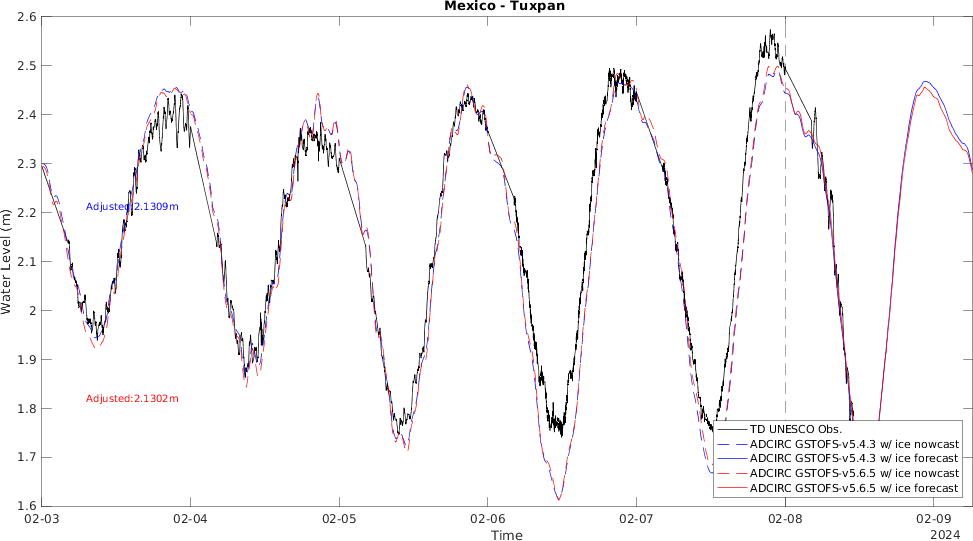 Mexico - Tuxpan
2.6
2.5
2.4
2.3
2.2
2.1
2
1.9
1.8
1.7
1.6
Water Level (m)
Adjusted:2.1309m
Adjusted:2.1302m
TD UNESCO Obs.
ADCIRC GSTOFS-v5.4.3 w/ ice nowcast
ADCIRC GSTOFS-v5.4.3 w/ ice forecast
ADCIRC GSTOFS-v5.6.5 w/ ice nowcast
ADCIRC GSTOFS-v5.6.5 w/ ice forecast
02-03 02-04 02-05 02-06 02-07 02-08 02-09
Time
2024